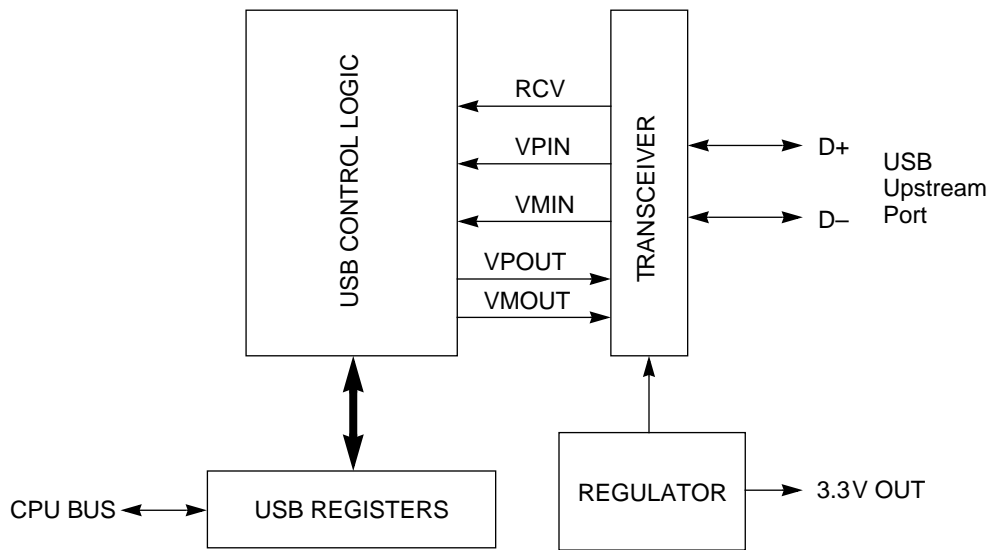 USB CONTROL LOGIC
RCV
VPIN
VMIN
VPOUT
VMOUT
TRANSCEIVER
D+
D–
USB
Upstream
Port
CPU BUS
USB REGISTERS
REGULATOR
3.3V OUT